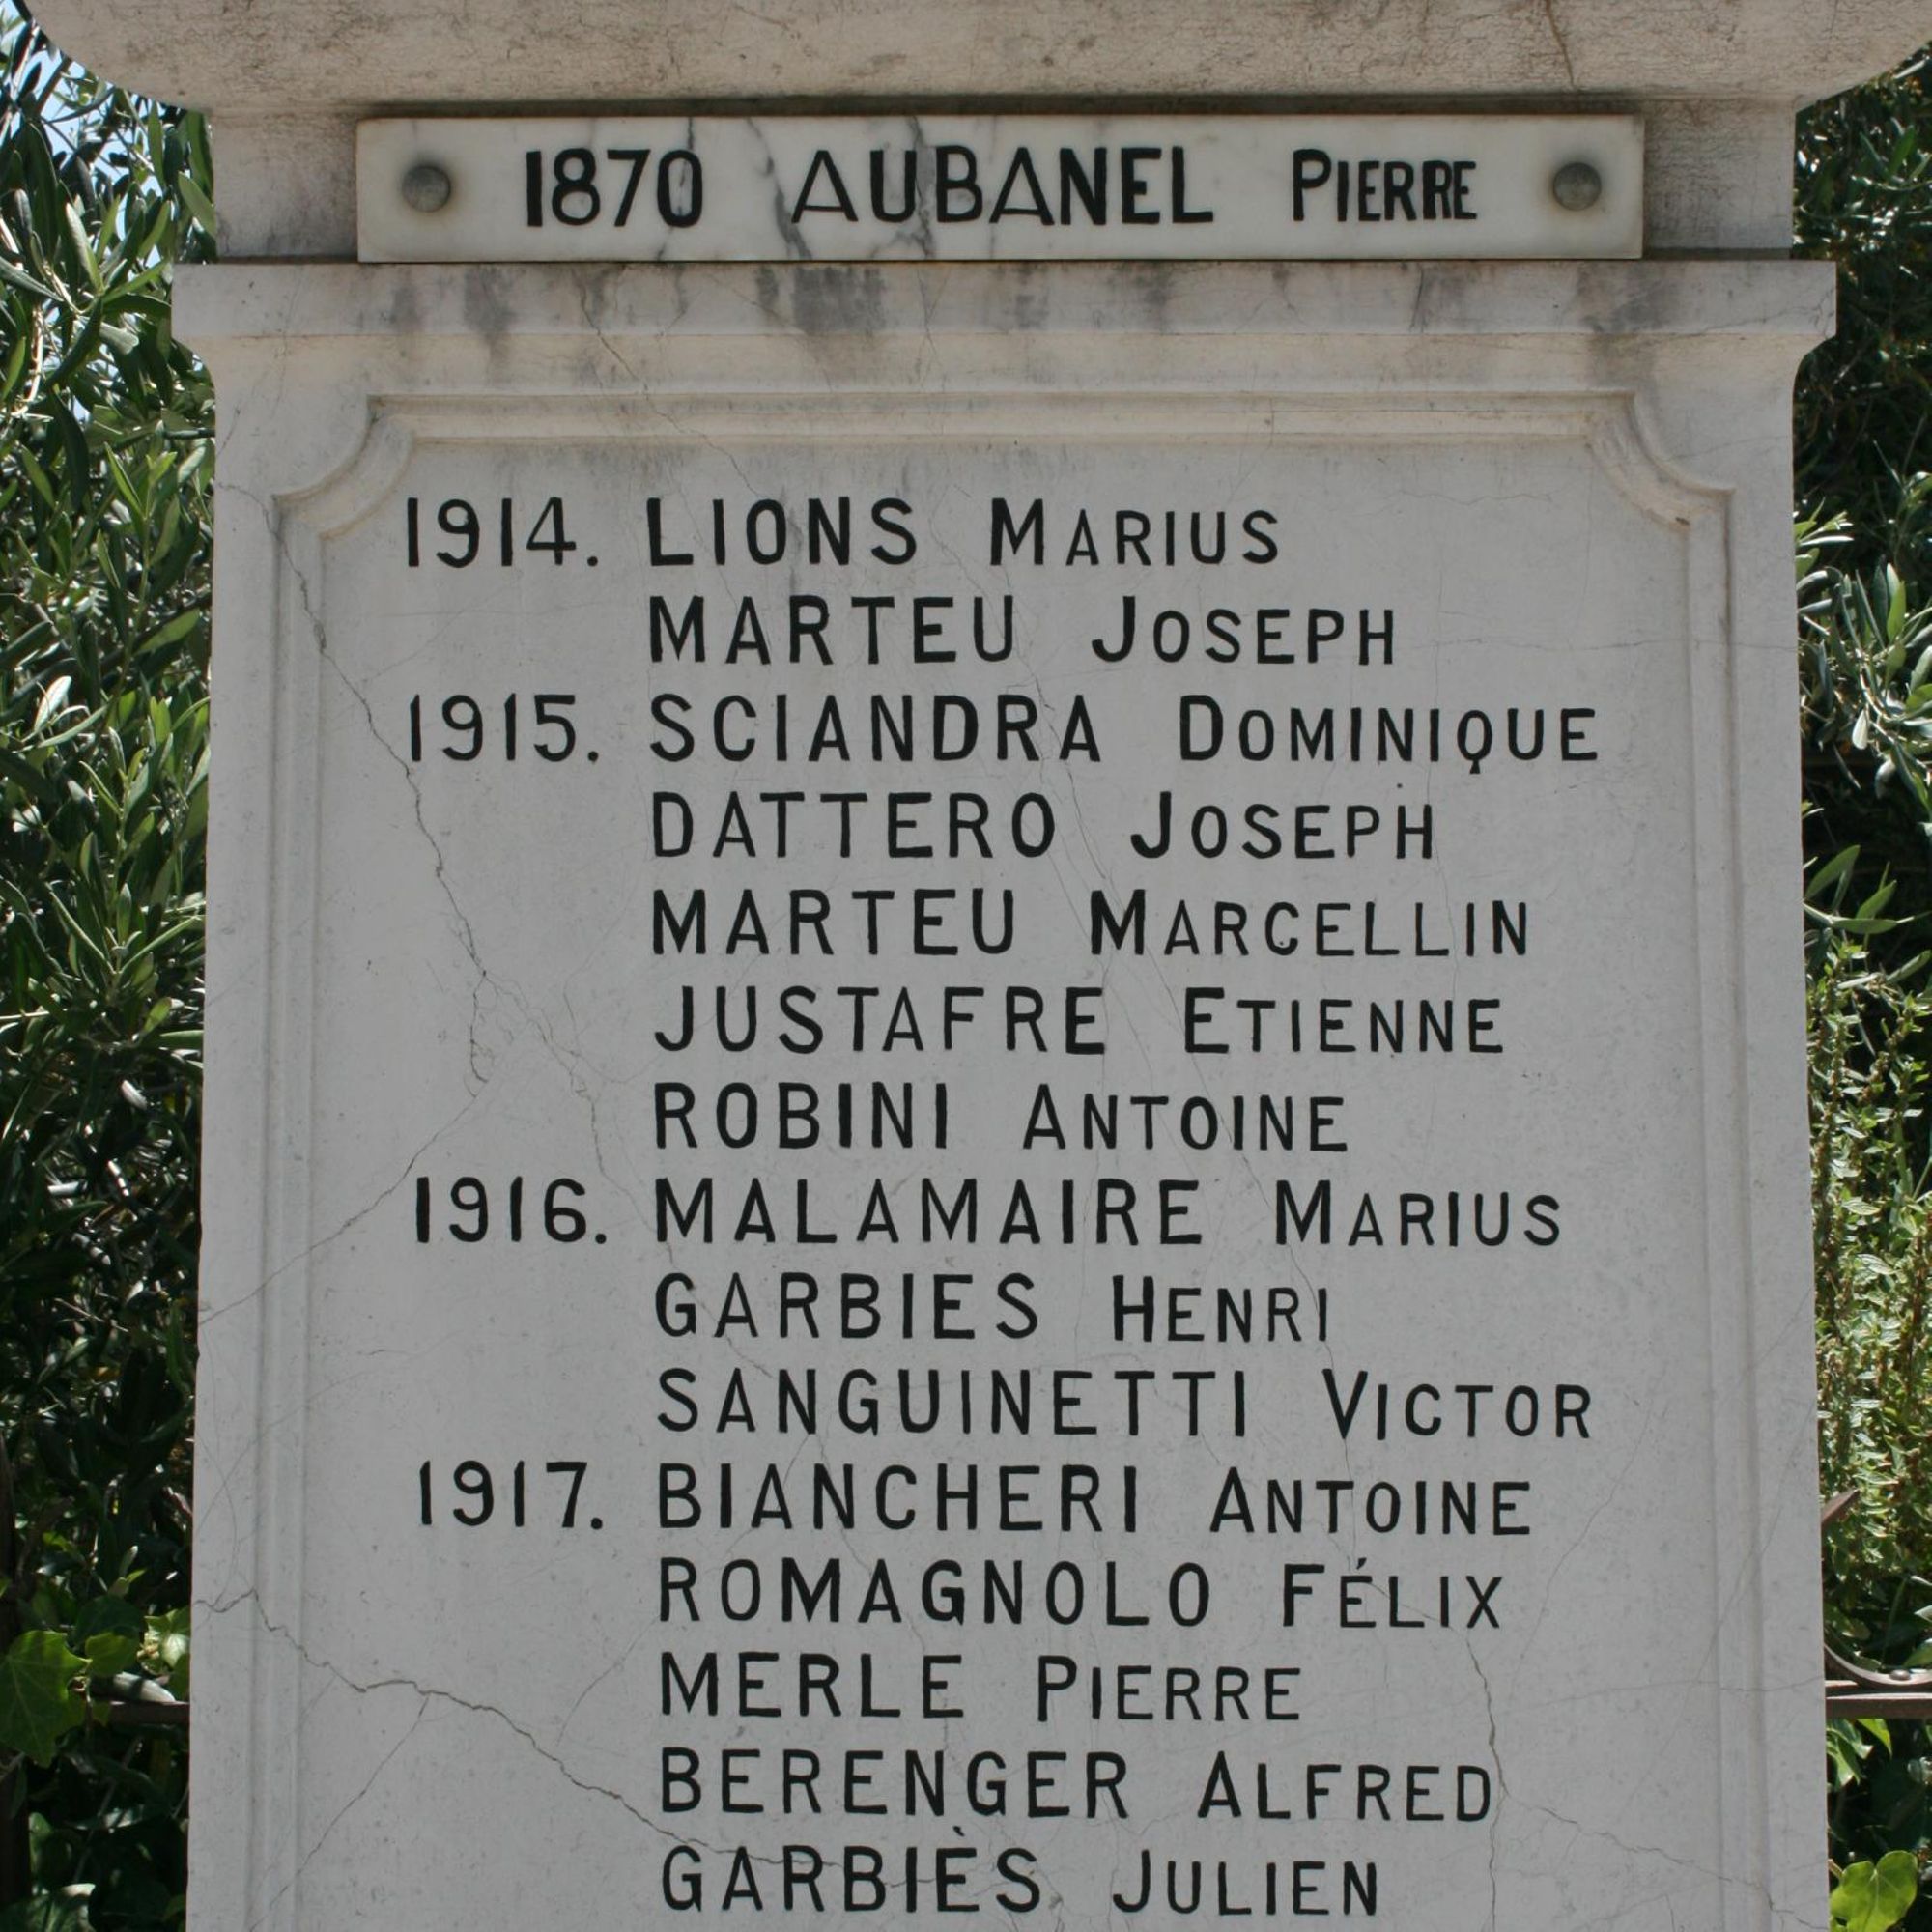 1870 AUBANEL PIERRE
1914. LIONS MARIUS
MARTEU JOSEPH
1915. SCIANDRA DOMINIQUE
DATTERO JOSEPH
MARTEU MARCELLIN
JUSTAFRE ETIENNE
ROBINI ANTOINE
1916. MALAMAIRE MARIUS
GARBIES HENRI
SANGUINETTI VICTOR
1917. BIANCHERI ANTOINE
ROMAGNOLO FÉLIX
MERLE PIERRE
BERENGER ALFRED
GARBIÈS JULIEN